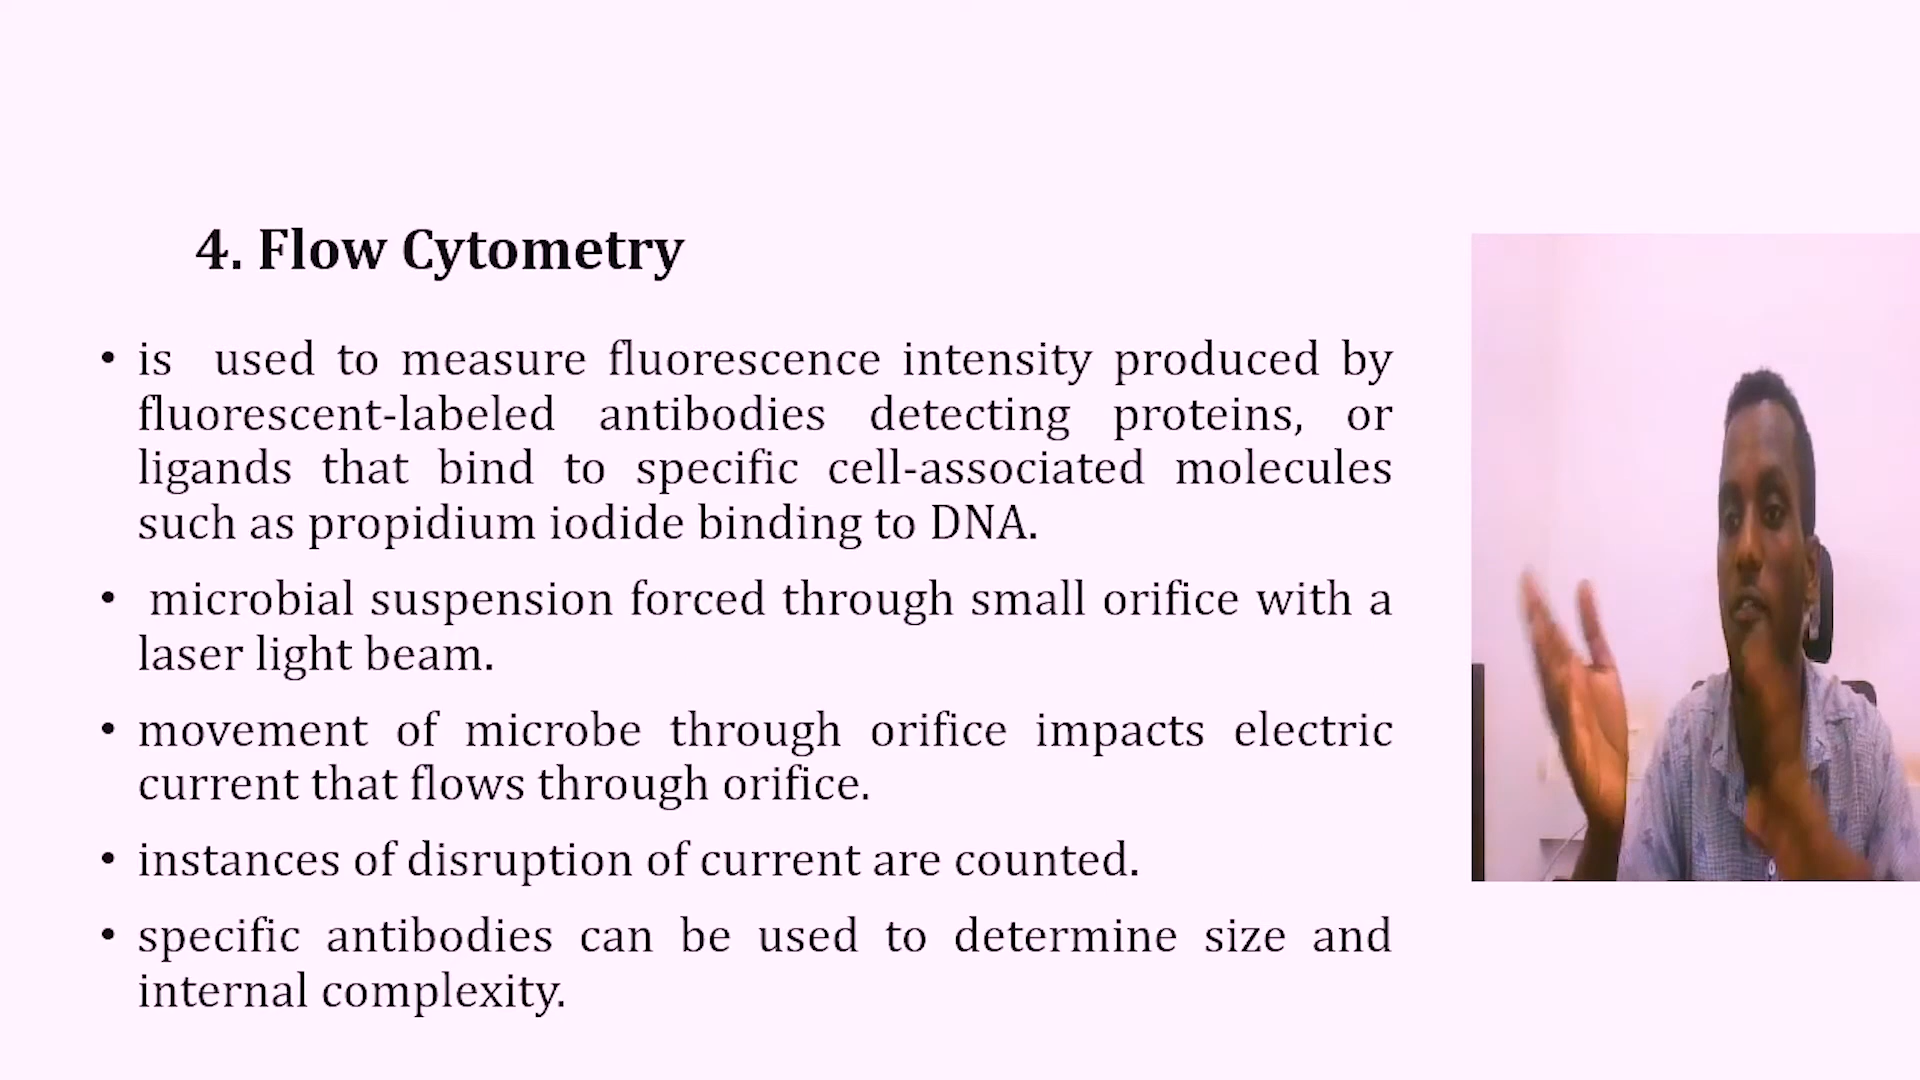 4. Flow Cytometry
• is used to measure fluorescence intensity produced by
fluorescent-labeled antibodies detecting proteins, or
ligands that bind to specific cell-associated molecules
such as propidium iodide binding to DNA.
• microbial suspension forced through small orifice with a
laser light beam.
• movement of microbe through orifice impacts electric
current that flows through orifice.
• instances of disruption of current are counted.
• specific antibodies can be used to determine size and
internal complexity.